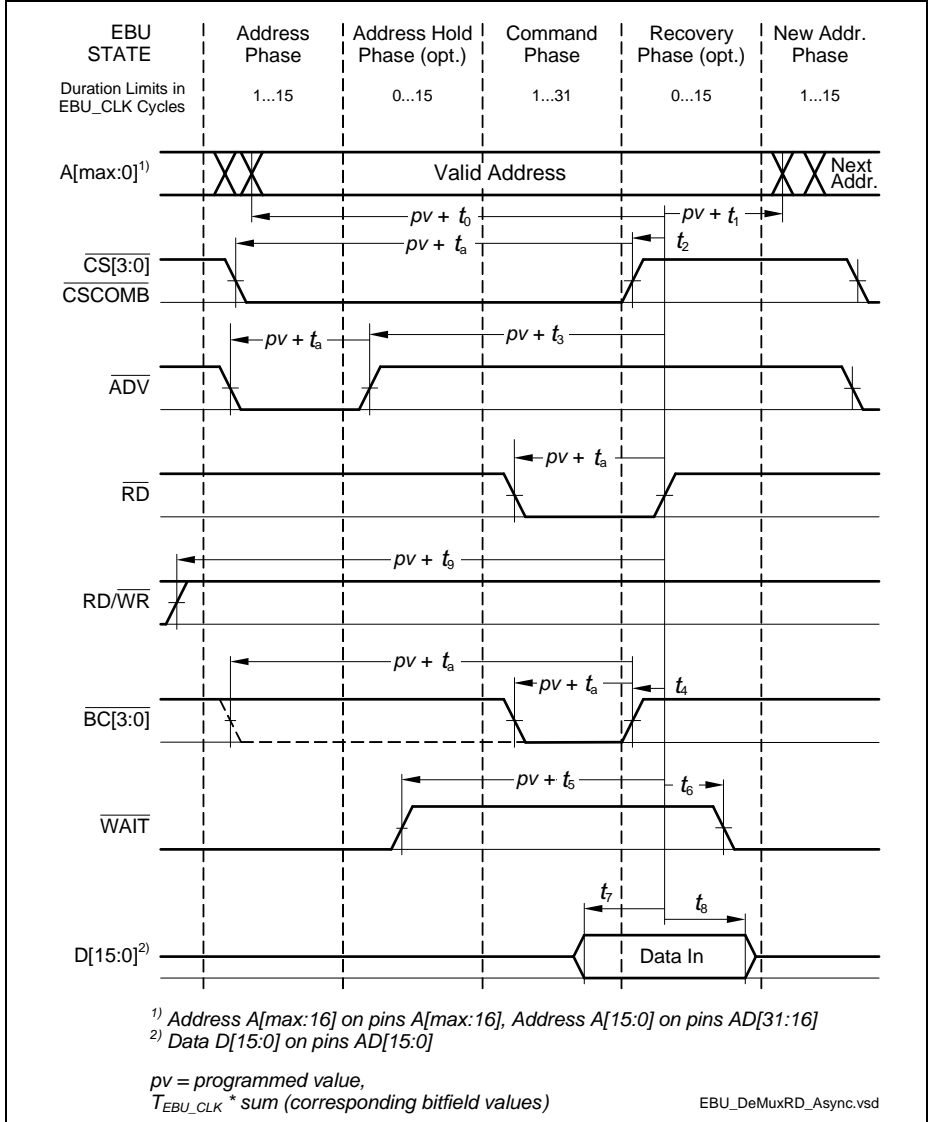 EBU STATE
Address Phase
Address Hold Phase (opt.)
Command Phase
Recovery Phase (opt.)
New Addr. Phase
Duration Limits in EBU_CLK Cycles
1...15
0...15
1...31
0...15
1...15
A[max:0]1)
Valid Address
Next Addr.
pv + t0
pv + t1
pv + ta
t2
CS[3:0]
CSCOMB
pv + ta
pv + t3
ADV
pv + ta
RD
pv + t9
RD/WR
pv + ta
pv + ta
t4
BC[3:0]
pv + t5
t6
WAIT
t7
t8
D[15:0]2)
Data In
1) Address A[max:16] on pins A[max:16], Address A[15:0] on pins AD[31:16]
2) Data D[15:0] on pins AD[15:0]
pv = programmed value,
TEBU_CLK * sum (corresponding bitfield values)
EBU_DeMuxRD_Async.vsd